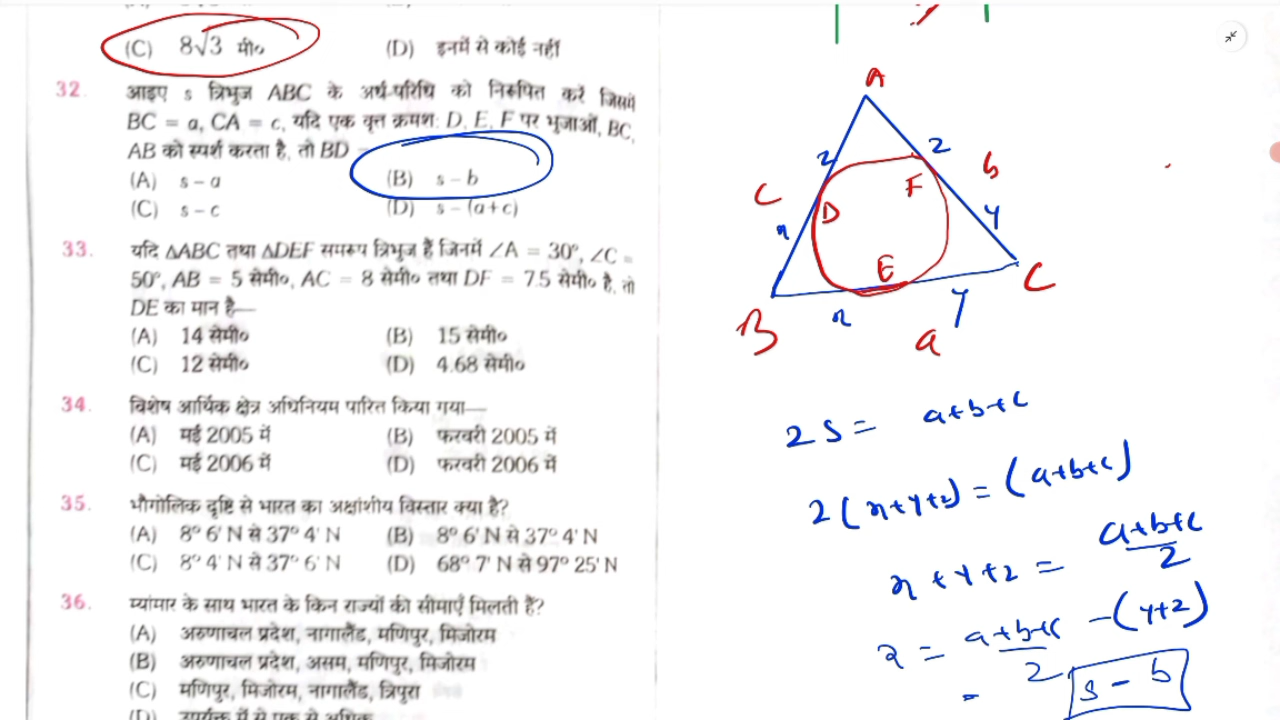 (C) 8√3 मी०
(D) इनमें से कोई नहीं
32. आइए s त्रिभुज ABC के अर्ध-परिधि को निरूपित करें जिसमें
BC = a, CA = c, यदि एक वृत्त क्रमश: D, E, F पर भुजाओं, BC,
AB को स्पर्श करता है, तो BD
(A) s – a
(B) s – b
(C) s – c
(D) s – (a + c)
33. यदि ΔABC तथा ΔDEF समरूप त्रिभुज हैं जिनमें ∠A = 30°, ∠C =
50°, AB = 5 सेमी०, AC = 8 सेमी० तथा DF = 7.5 सेमी० है, तो
DE का मान है—
(A) 14 सेमी०
(B) 15 सेमी०
(C) 12 सेमी०
(D) 4.68 सेमी०
34. विशेष आर्थिक क्षेत्र अधिनियम पारित किया गया—
(A) मई 2005 में
(B) फरवरी 2005 में
(C) मई 2006 में
(D) फरवरी 2006 में
35. भौगोलिक दृष्टि से भारत का अक्षांशीय विस्तार क्या है?
(A) 8° 6' N से 37° 4' N
(B) 8° 6' N से 37° 4' N
(C) 8° 4' N से 37° 6' N
(D) 68° 7' N से 97° 25' N
36. म्यांमार के साथ भारत के किन राज्यों की सीमाएँ मिलती हैं?
(A) अरुणाचल प्रदेश, नागालैंड, मणिपुर, मिजोरम
(B) अरुणाचल प्रदेश, असम, मणिपुर, मिजोरम
(C) मणिपुर, मिजोरम, नागालैंड, त्रिपुरा
(D) उपर्युक्त में से एक से अधिक
A
z
z
b
C
F
D
y
x
E
C
B
x
y
a
2s = a+b+c
2(x+y+z) = (a+b+c)
x+y+z = a+b+c/2
x = a+b+c/2 – (y+z)
= s – b